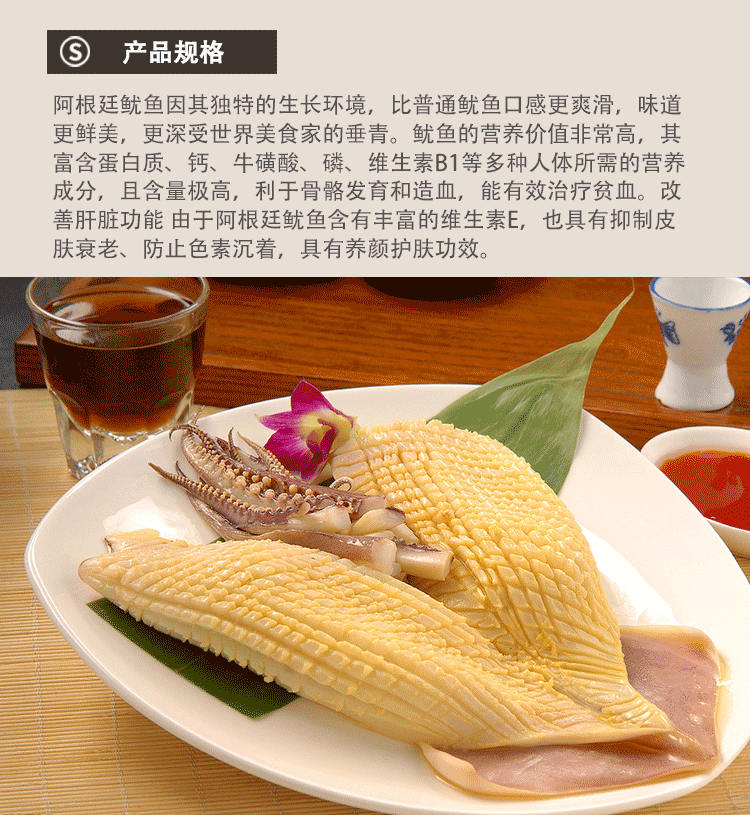 S 产品规格
阿根廷鱿鱼因其独特的生长环境，比普通鱿鱼口感更爽滑，味道
更鲜美，更深受世界美食家的垂青。鱿鱼的营养价值非常高，其
富含蛋白质、钙、牛磺酸、磷、维生素B1等多种人体所需的营养
成分，且含量极高，利于骨骼发育和造血，能有效治疗贫血。改
善肝脏功能 由于阿根廷鱿鱼含有丰富的维生素E，也具有抑制皮
肤衰老、防止色素沉着，具有养颜护肤功效。